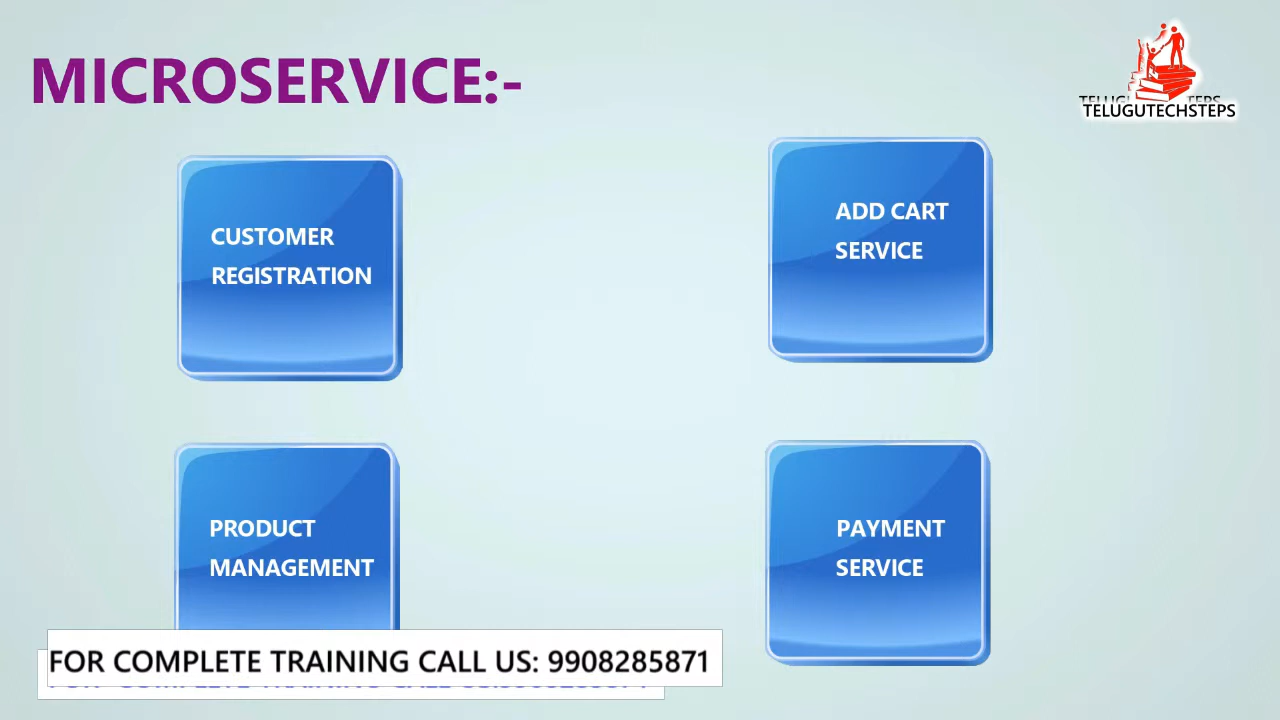 MICROSERVICE:-
TELUGUTECHSTEPS
CUSTOMER
REGISTRATION
ADD CART
SERVICE
PRODUCT
MANAGEMENT
PAYMENT
SERVICE
FOR COMPLETE TRAINING CALL US: 9908285871